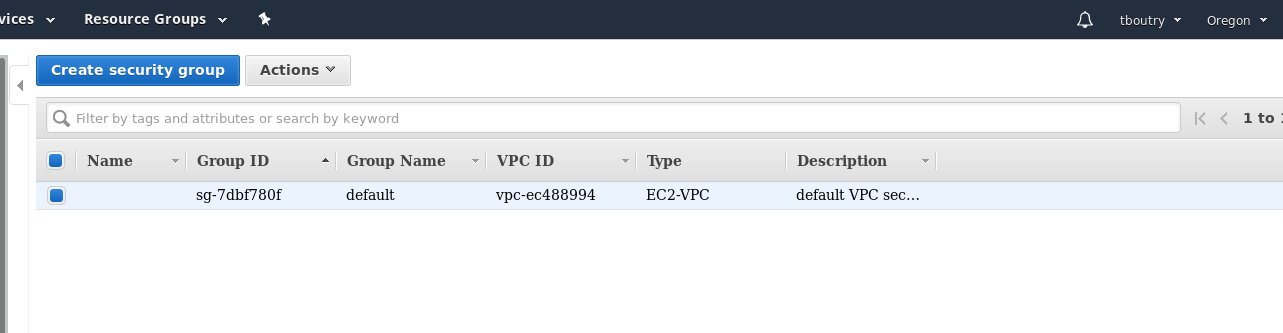 Resource Groups tboutry Oregon
Create security group Actions
Filter by tags and attributes or search by keyword 1 to
Name Group ID Group Name VPC ID Type Description
sg-7dbf780f default vpc-ec488994 EC2-VPC default VPC sec...